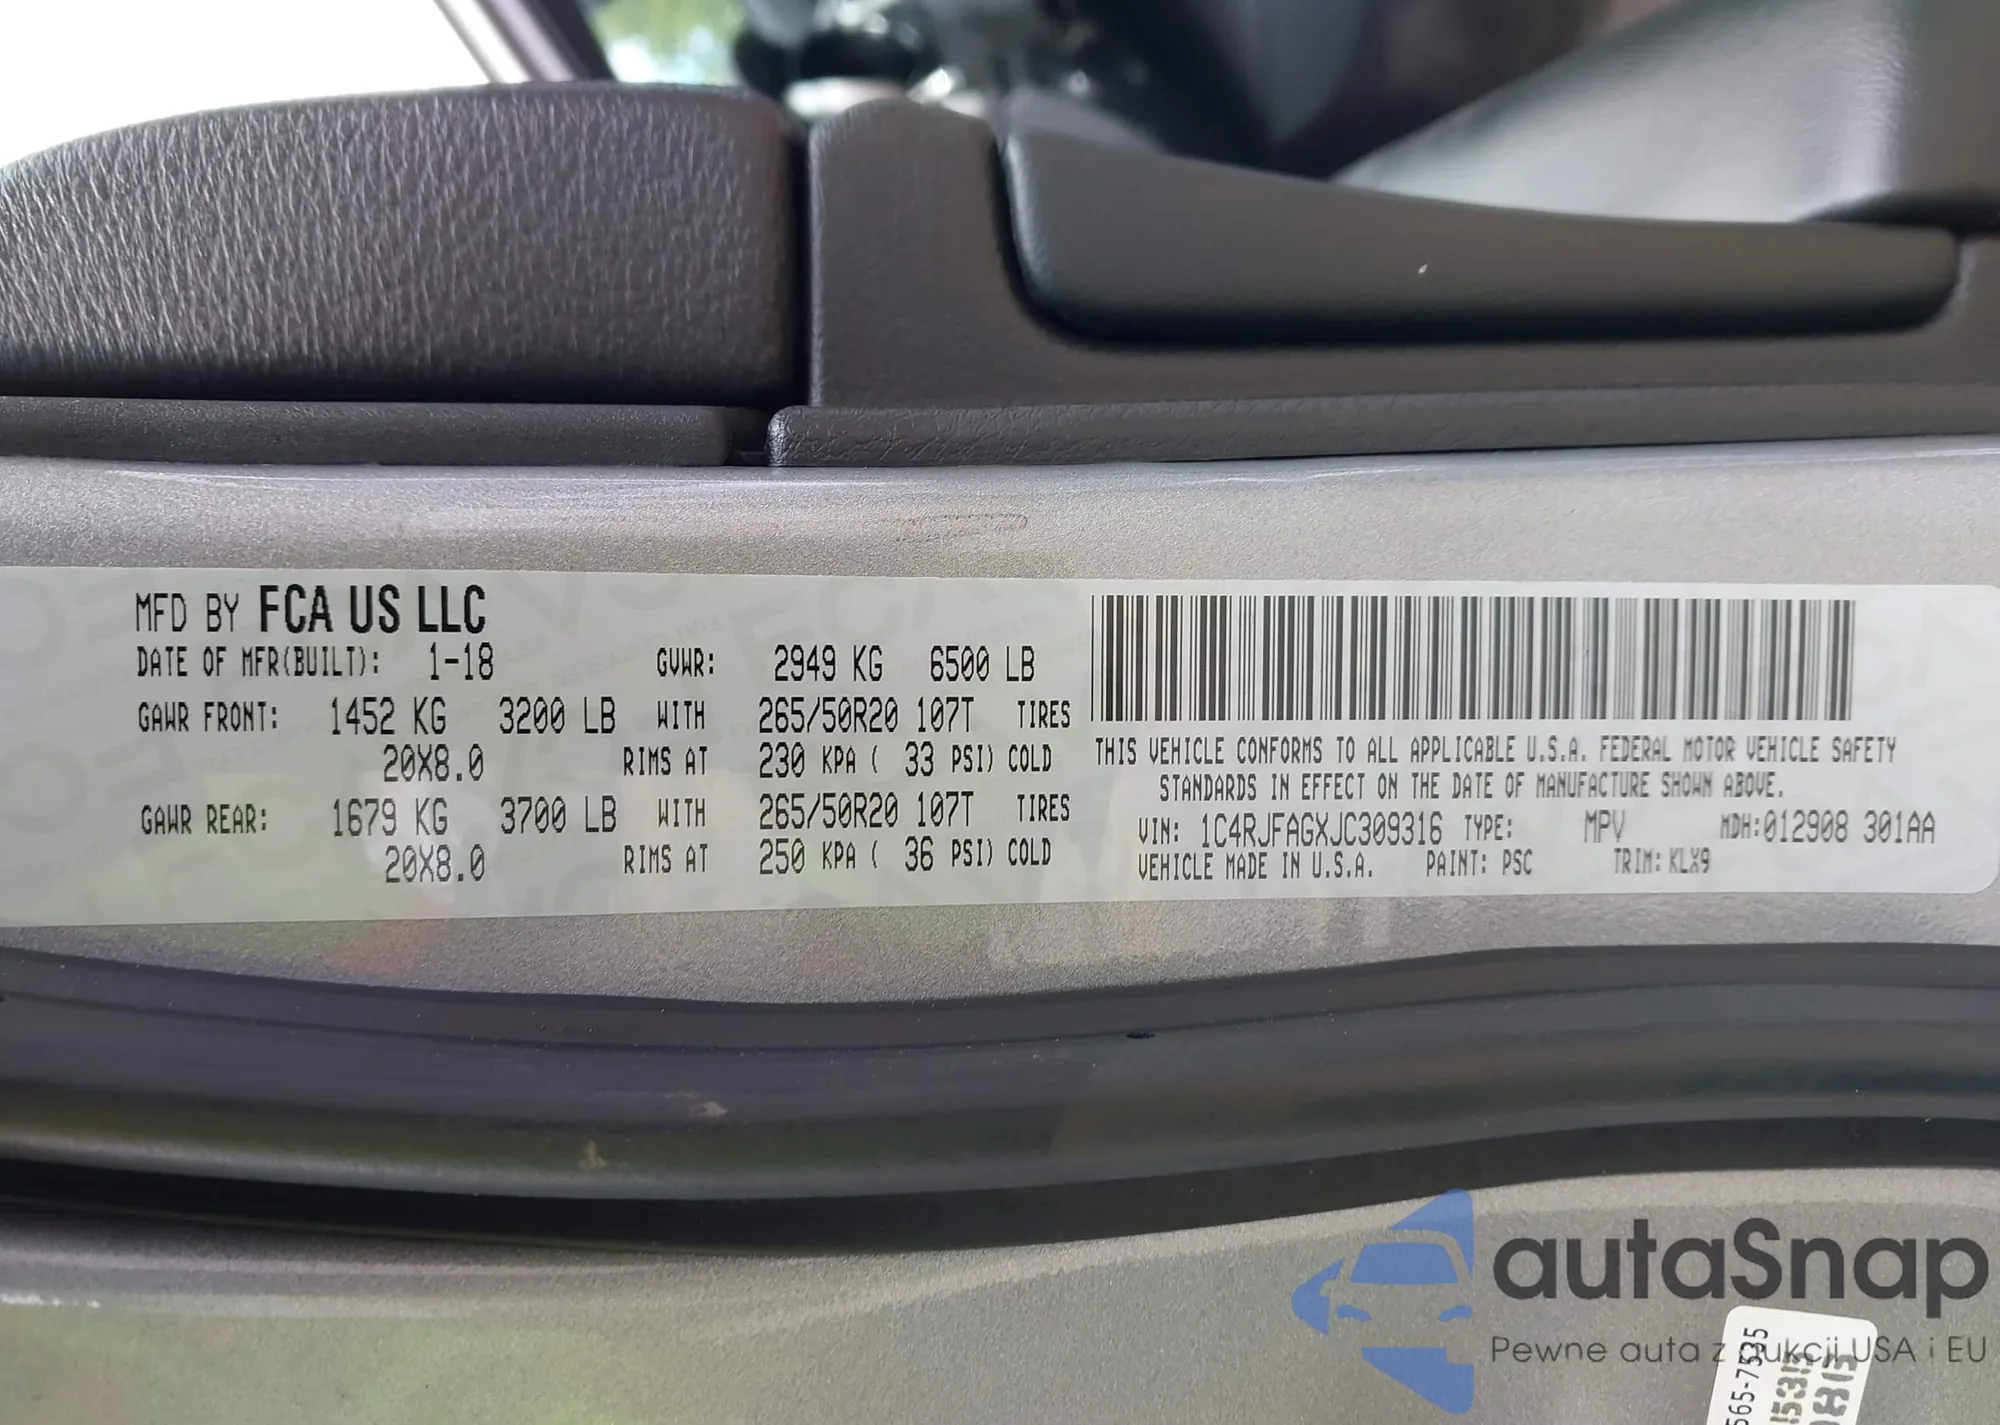 MFD BY FCA US LLC
DATE OF MFR(BUILT): 1-18 GVWR: 2949 KG 6500 LB
GAWR FRONT: 1452 KG 3200 LB WITH 265/50R20 107T TIRES
20X8.0 RIMS AT 230 KPA ( 33 PSI) COLD
GAWR REAR: 1679 KG 3700 LB WITH 265/50R20 107T TIRES
20X8.0 RIMS AT 250 KPA ( 36 PSI) COLD
THIS VEHICLE CONFORMS TO ALL APPLICABLE U.S.A. FEDERAL MOTOR VEHICLE SAFETY
STANDARDS IN EFFECT ON THE DATE OF MANUFACTURE SHOWN ABOVE.
VIN: 1C4RJFAGXJC309316 TYPE: MPV MDH:012908 301AA
VEHICLE MADE IN U.S.A. PAINT: PSC TRIM: KLX9
autaSnap
Pewne auta z aukcji USA i EU
565-7535